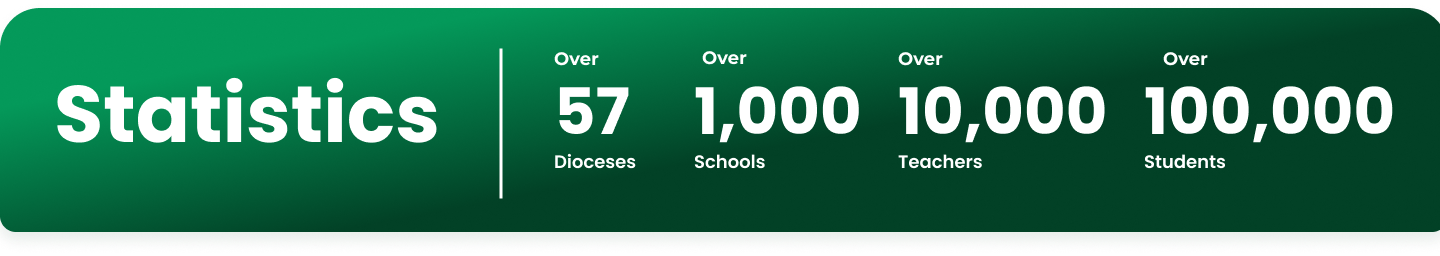 Statistics
Over
57
Dioceses
Over
1,000
Schools
Over
10,000
Teachers
Over
100,000
Students